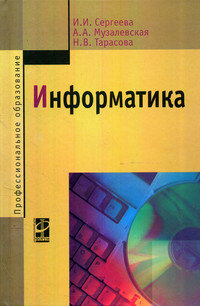 И.И. Сергеева
А.А. Музалевская
Н.В. Тарасова
Информатика
Профессиональное образование